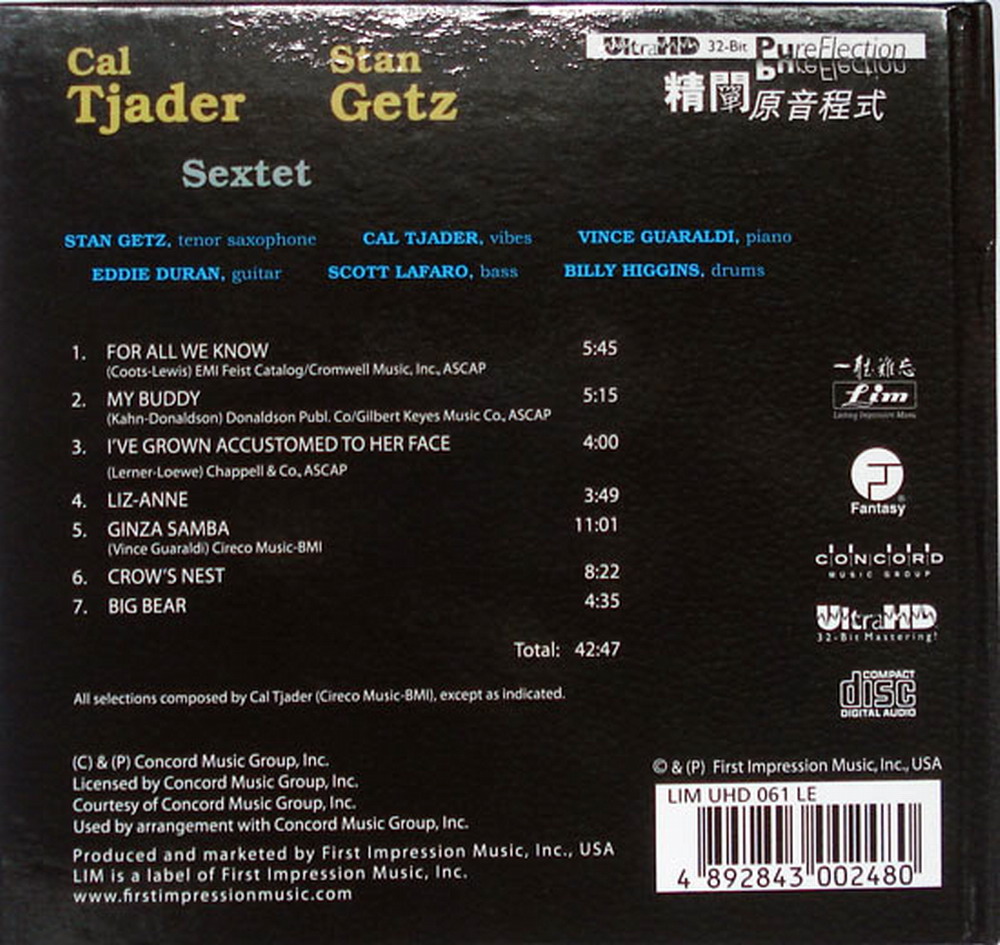 Cal Tjader
Stan Getz
Sextet
UltraHD 32-Bit PureFlection
精闡原音程式
STAN GETZ, tenor saxophone CAL TJADER, vibes VINCE GUARALDI, piano
EDDIE DURAN, guitar SCOTT LAFARO, bass BILLY HIGGINS, drums
1. FOR ALL WE KNOW 5:45
(Coots-Lewis) EMI Feist Catalog/Cromwell Music, Inc., ASCAP
2. MY BUDDY 5:15
(Kahn-Donaldson) Donaldson Publ. Co/Gilbert Keyes Music Co., ASCAP
3. I'VE GROWN ACCUSTOMED TO HER FACE 4:00
(Lerner-Loewe) Chappell & Co., ASCAP
4. LIZ-ANNE 3:49
5. GINZA SAMBA 11:01
(Vince Guaraldi) Cireco Music-BMI
6. CROW'S NEST 8:22
7. BIG BEAR 4:35
Total: 42:47
All selections composed by Cal Tjader (Cireco Music-BMI), except as indicated.
一聽難忘
Lim
Lasting Impression Music
Fantasy
CONCORD
MUSIC GROUP
UltraHD
32-Bit Mastering!
COMPACT
disc
DIGITAL AUDIO
(C) & (P) Concord Music Group, Inc.
Licensed by Concord Music Group, Inc.
Courtesy of Concord Music Group, Inc.
Used by arrangement with Concord Music Group, Inc.
Produced and marketed by First Impression Music, Inc., USA
LIM is a label of First Impression Music, Inc.
www.firstimpressionmusic.com
© & (P) First Impression Music, Inc., USA
LIM UHD 061 LE
4 892843 002480